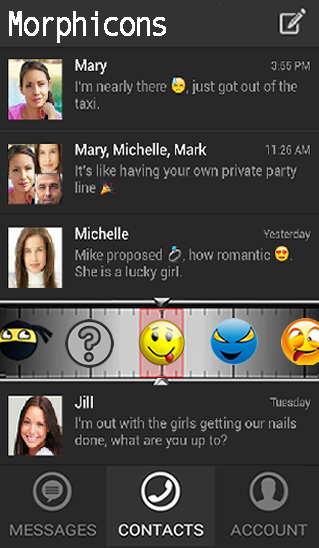 Morphicons
Mary 3:55 PM
I'm nearly there 😓, just got out of the
taxi.
Mary, Michelle, Mark 11:26 AM
It's like having your own private party
line 🎉
Michelle Yesterday
Mike proposed 💍, how romantic 😍.
She is a lucky girl.
?
Jill Tuesday
I'm out with the girls getting our nails
done, what are you up to?
MESSAGES CONTACTS ACCOUNT